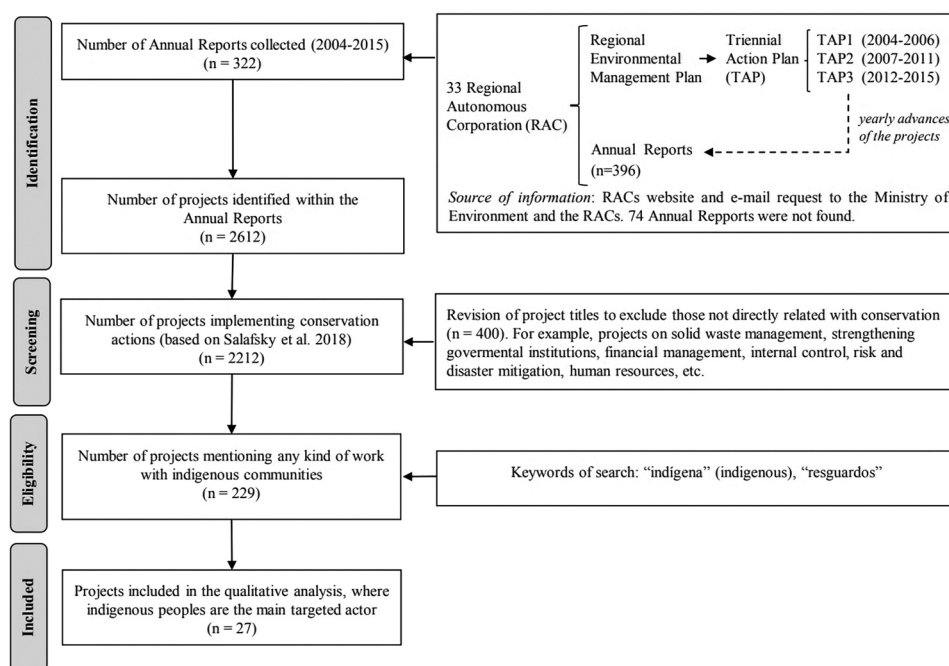 Identification
Number of Annual Reports collected (2004-2015)
(n = 322)
33 Regional
Autonomous
Corporation (RAC)
Regional
Environmental
Management Plan
Triennial
Action Plan
(TAP)
TAP1 (2004-2006)
TAP2 (2007-2011)
TAP3 (2012-2015)
yearly advances
of the projects
Annual Reports
(n=396)
Source of information: RACs website and e-mail request to the Ministry of
Environment and the RACs. 74 Annual Repports were not found.
Number of projects identified within the
Annual Reports
(n = 2612)
Screening
Number of projects implementing conservation
actions (based on Salafsky et al. 2018)
(n = 2212)
Revision of project titles to exclude those not directly related with conservation
(n = 400). For example, projects on solid waste management, strengthening
govermental institutions, financial management, internal control, risk and
disaster mitigation, human resources, etc.
Eligibility
Number of projects mentioning any kind of work
with indigenous communities
(n = 229)
Keywords of search: “indígena” (indigenous), “resguardos”
Included
Projects included in the qualitative analysis, where
indigenous peoples are the main targeted actor
(n = 27)